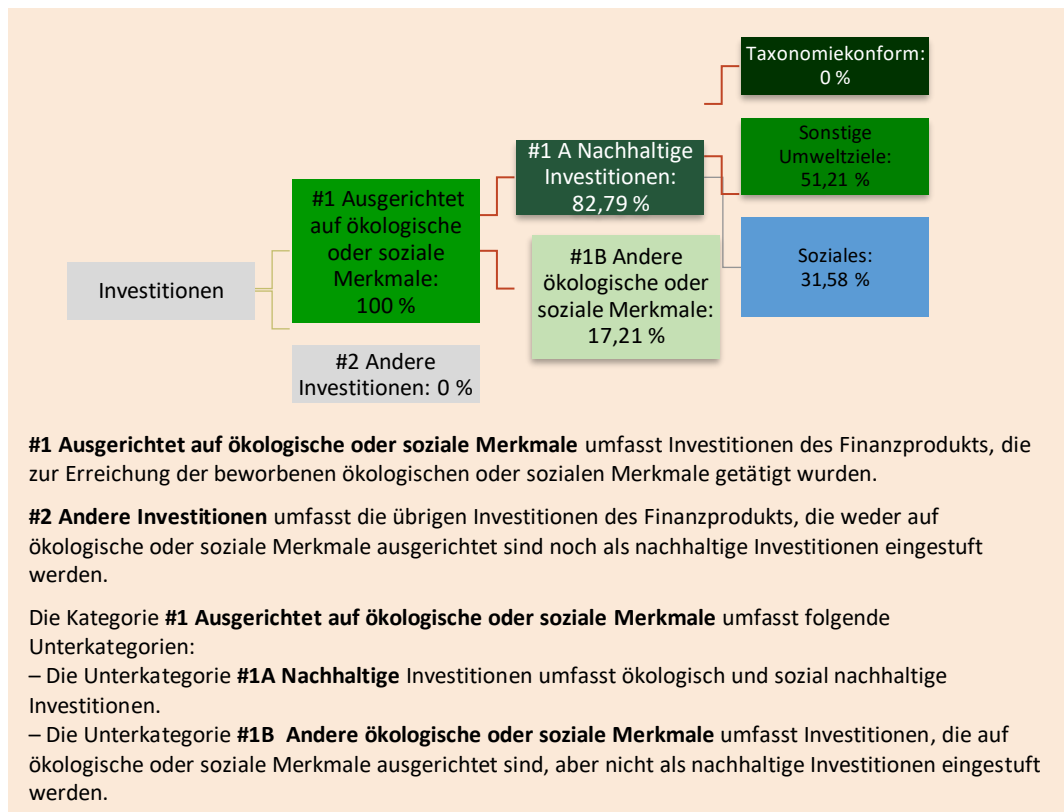 Taxonomiekonform:
0 %
Sonstige
Umweltziele:
51,21 %
#1 A Nachhaltige
Investitionen:
82,79 %
#1 Ausgerichtet
auf ökologische
oder soziale
Merkmale:
100 %
Soziales:
31,58 %
#1B Andere
ökologische oder
soziale Merkmale:
17,21 %
Investitionen
#2 Andere
Investitionen: 0 %
#1 Ausgerichtet auf ökologische oder soziale Merkmale umfasst Investitionen des Finanzprodukts, die
zur Erreichung der beworbenen ökologischen oder sozialen Merkmale getätigt wurden.
#2 Andere Investitionen umfasst die übrigen Investitionen des Finanzprodukts, die weder auf
ökologische oder soziale Merkmale ausgerichtet sind noch als nachhaltige Investitionen eingestuft
werden.
Die Kategorie #1 Ausgerichtet auf ökologische oder soziale Merkmale umfasst folgende
Unterkategorien:
– Die Unterkategorie #1A Nachhaltige Investitionen umfasst ökologisch und sozial nachhaltige
Investitionen.
– Die Unterkategorie #1B Andere ökologische oder soziale Merkmale umfasst Investitionen, die auf
ökologische oder soziale Merkmale ausgerichtet sind, aber nicht als nachhaltige Investitionen eingestuft
werden.